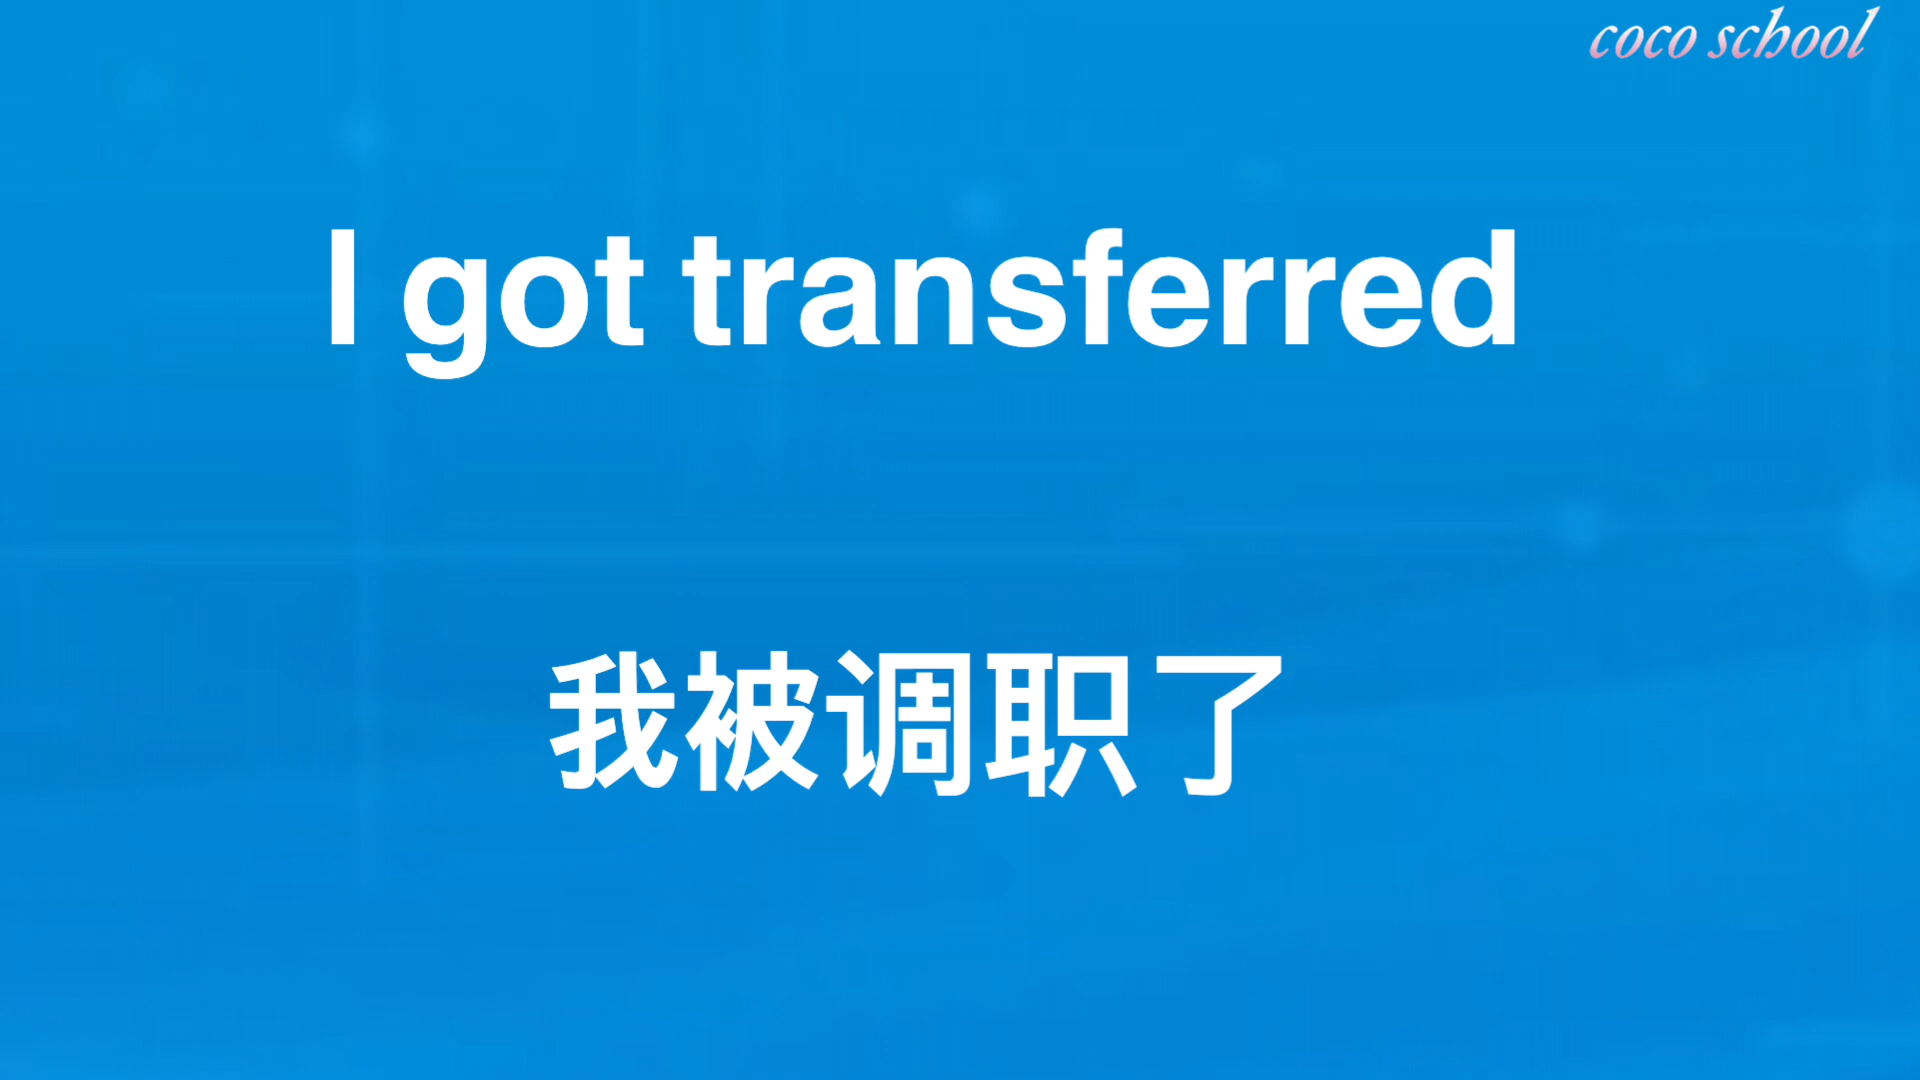 coco school
I got transferred
我被调职了